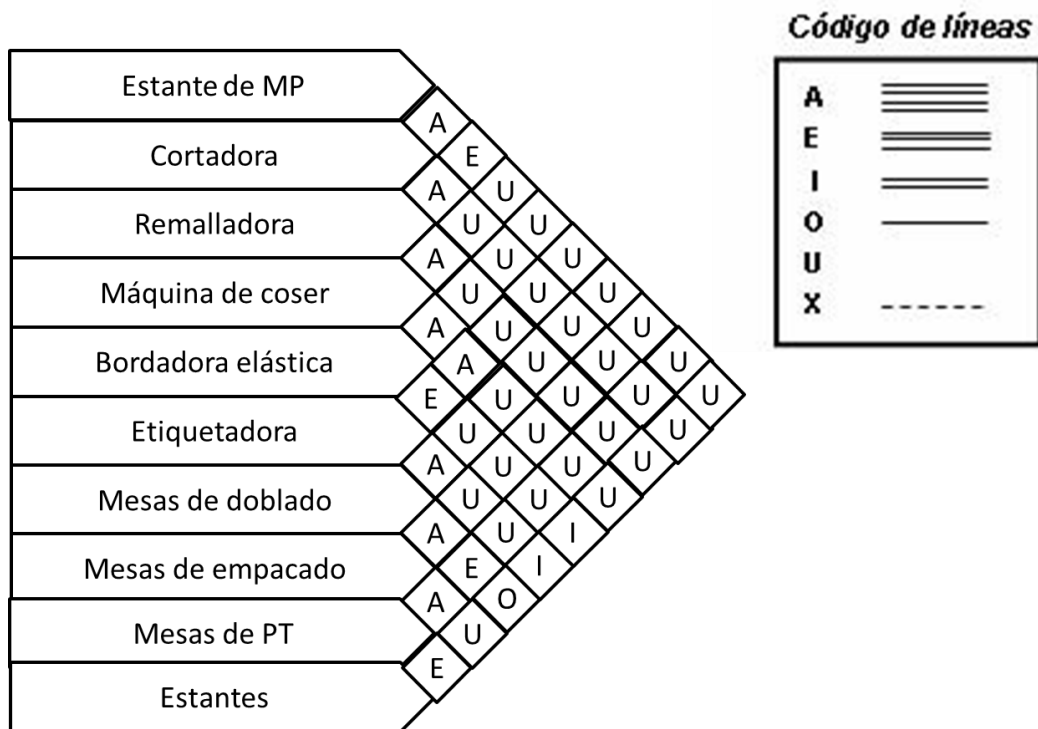 Código de líneas
A
E
I
O
U
X
Estante de MP
Cortadora
Remalladora
Máquina de coser
Bordadora elástica
Etiquetadora
Mesas de doblado
Mesas de empacado
Mesas de PT
Estantes
A
E
A U
U U
A U U
U U U
A U U U
A U U U
E U U U U
U U U U
A U U U
U U U
A U I
E I
A O
U
E